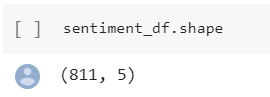 [ ] sentiment_df.shape
(811, 5)